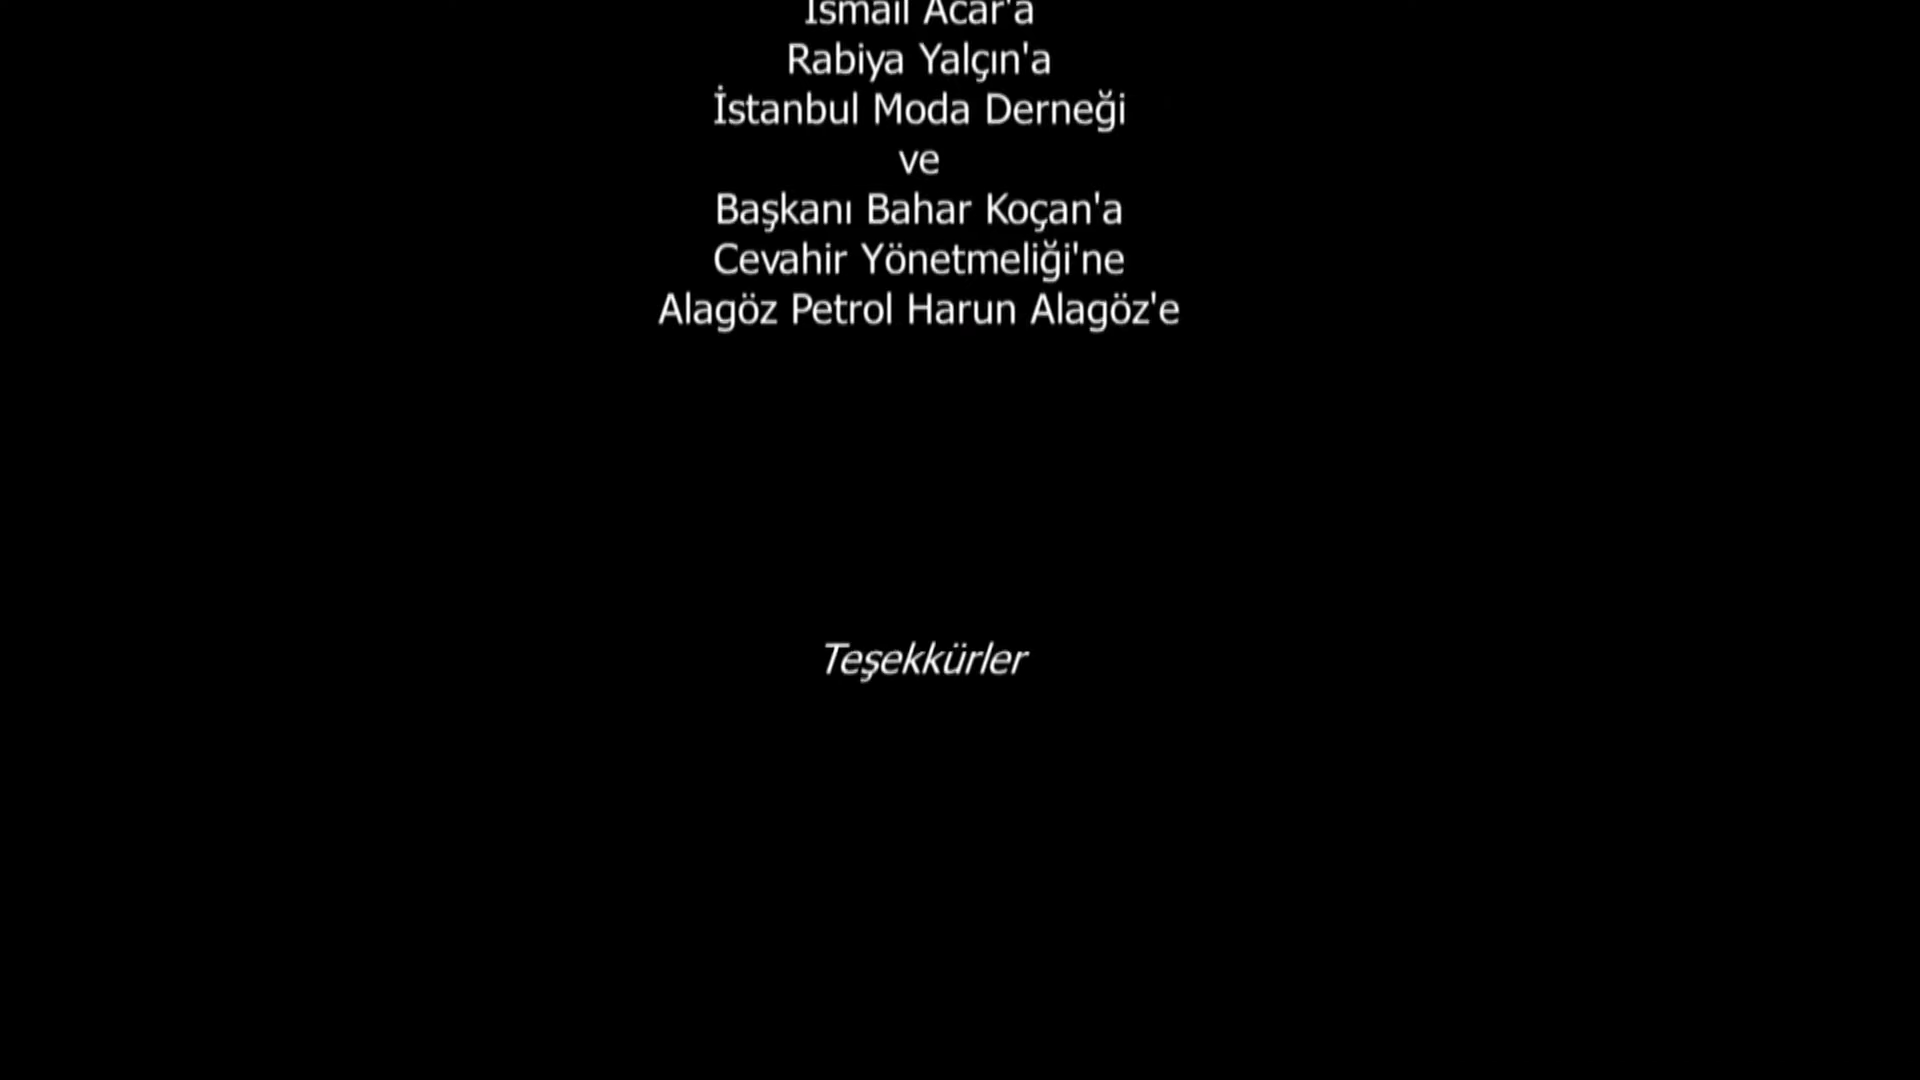 İsmail Acar'a
Rabiya Yalçın'a
İstanbul Moda Derneği
ve
Başkanı Bahar Koçan'a
Cevahir Yönetmeliği'ne
Alagöz Petrol Harun Alagöz'e
Teşekkürler